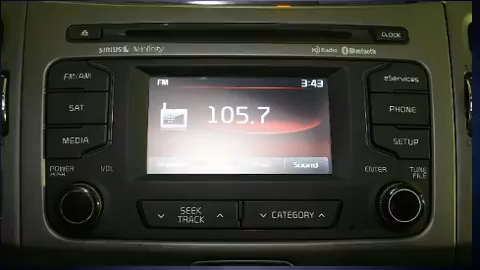 CLOCK
SIRIUS infinity HD Radio Bluetooth
FM/AM FM 3:43 eServices
SAT 105.7 PHONE
MEDIA SETUP
Sound
POWER VOL ENTER TUNE
PUSH FILE
SEEK
TRACK CATEGORY